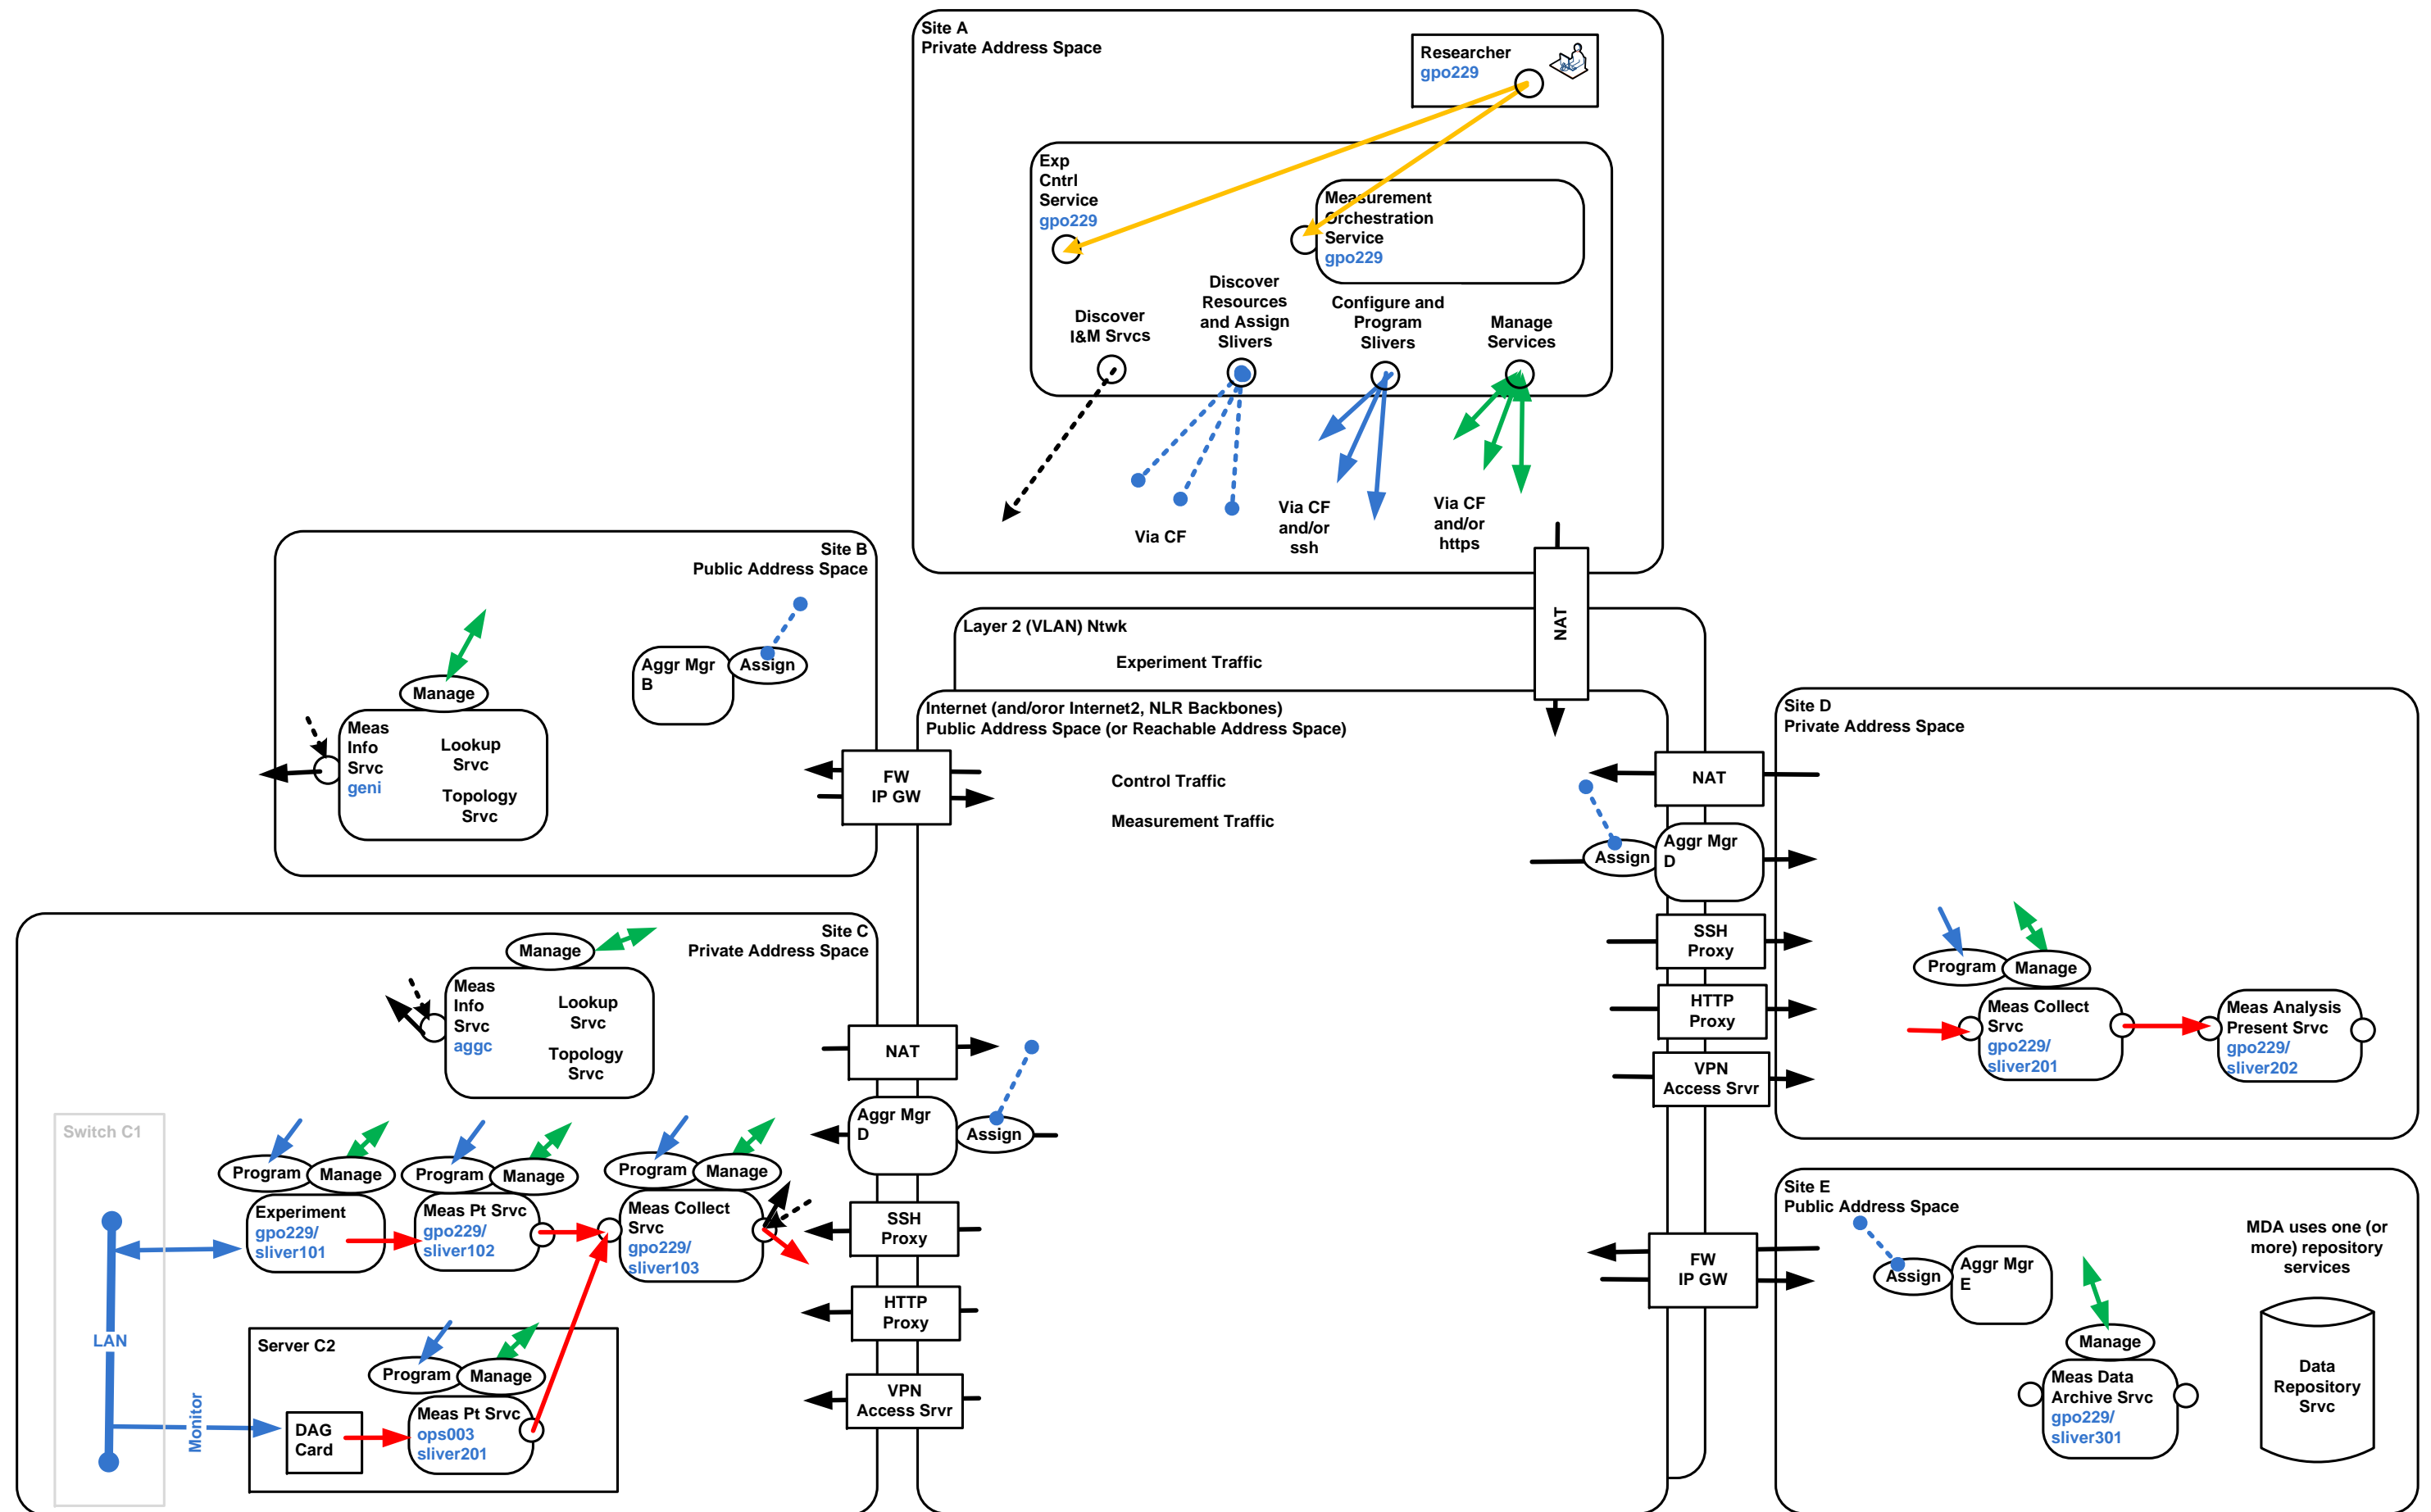 Site A
Private Address Space
Researcher
gpo229
Exp
Cntrl
Service
gpo229
Measurement
Orchestration
Service
gpo229
Discover
I&M Srvcs
Discover
Resources
and Assign
Slivers
Configure and
Program
Slivers
Manage
Services
Via CF
Via CF
and/or
ssh
Via CF
and/or
https
NAT
Site B
Public Address Space
Manage
Meas
Info
Srvc
geni
Lookup
Srvc
Topology
Srvc
Aggr Mgr
B
Assign
FW
IP GW
Layer 2 (VLAN) Ntwk
Experiment Traffic
Internet (and/oror Internet2, NLR Backbones)
Public Address Space (or Reachable Address Space)
Control Traffic
Measurement Traffic
Site D
Private Address Space
NAT
Assign
Aggr Mgr
D
SSH
Proxy
HTTP
Proxy
VPN
Access Srvr
Program
Manage
Meas Collect
Srvc
gpo229/
sliver201
Meas Analysis
Present Srvc
gpo229/
sliver202
Site C
Private Address Space
Manage
Meas
Info
Srvc
aggc
Lookup
Srvc
Topology
Srvc
NAT
Aggr Mgr
D
Assign
SSH
Proxy
HTTP
Proxy
VPN
Access Srvr
Switch C1
LAN
Monitor
Program
Manage
Experiment
gpo229/
sliver101
Program
Manage
Meas Pt Srvc
gpo229/
sliver102
Program
Manage
Meas Collect
Srvc
gpo229/
sliver103
Server C2
DAG
Card
Program
Manage
Meas Pt Srvc
ops003
sliver201
Site E
Public Address Space
FW
IP GW
Assign
Aggr Mgr
E
Manage
Meas Data
Archive Srvc
gpo229/
sliver301
MDA uses one (or
more) repository
services
Data
Repository
Srvc